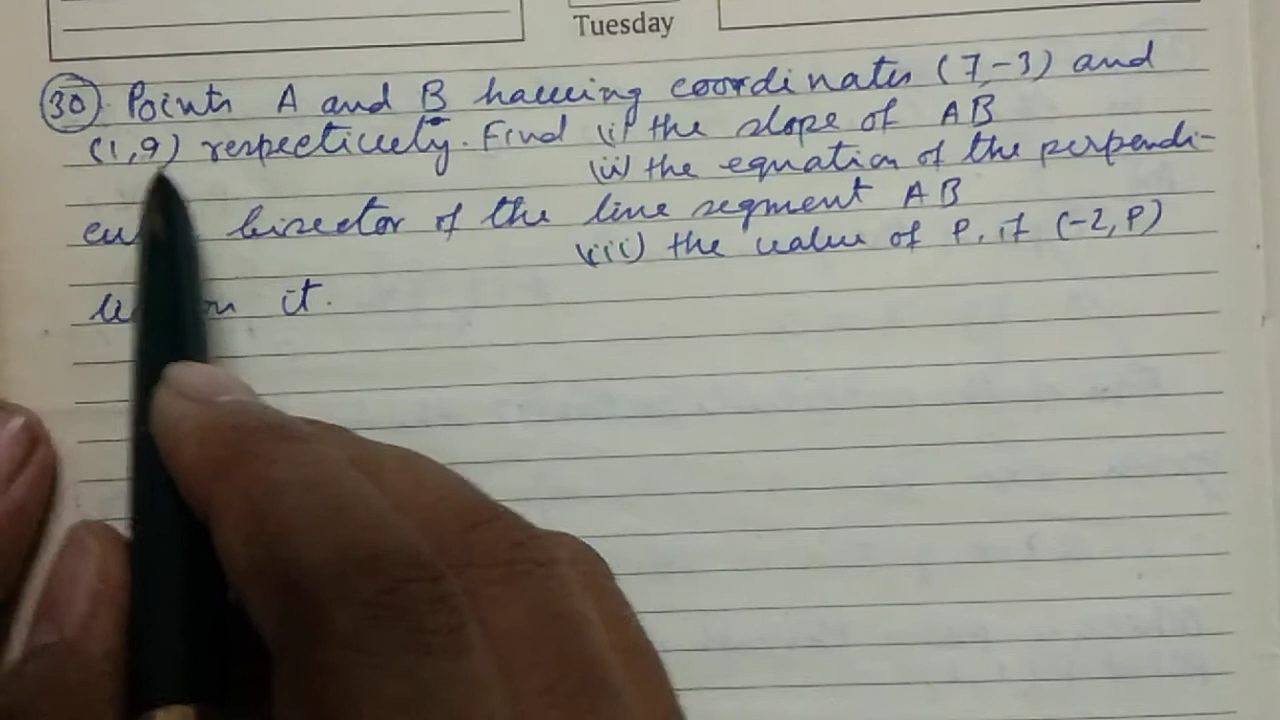 Tuesday
(30) Points A and B having coordinates (7,-3) and
(1,9) respectively. Find (i) the slope of AB
(ii) the equation of the perpendi-
bisector of the line segment AB
(iii) the value of P, if (-2,P)
it.